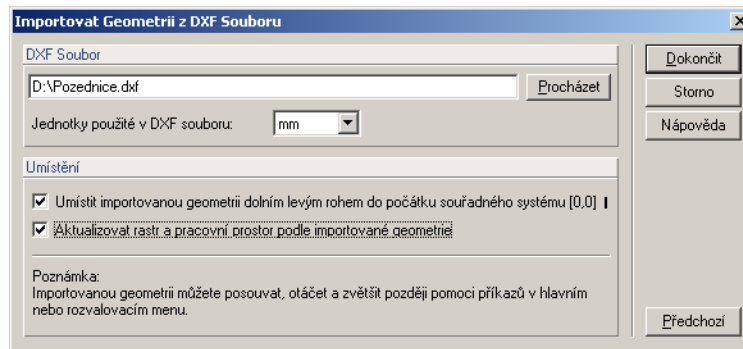 Importovat Geometrii z DXF Souboru
DXF Soubor
D:\Pozednice.dxf
Procházet
Jednotky použité v DXF souboru:
mm
Umístění
Umístit importovanou geometrii dolním levým rohem do počátku souřadného systému [0,0]
Aktualizovat rastr a pracovní prostor podle importované geometrie
Poznámka:
Importovanou geometrii můžete posouvat, otáčet a zvětšit později pomoci příkazů v hlavním
nebo rozvalovacím menu.
Dokončit
Storno
Nápověda
Předchozí